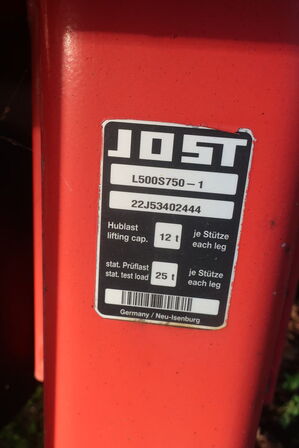 JOST
L500S750-1
22J53402444
Hublast 12 t je Stütze
lifting cap. each leg
stat. Prüflast 25 t je Stütze
stat. test load each leg
Germany / Neu-Isenburg